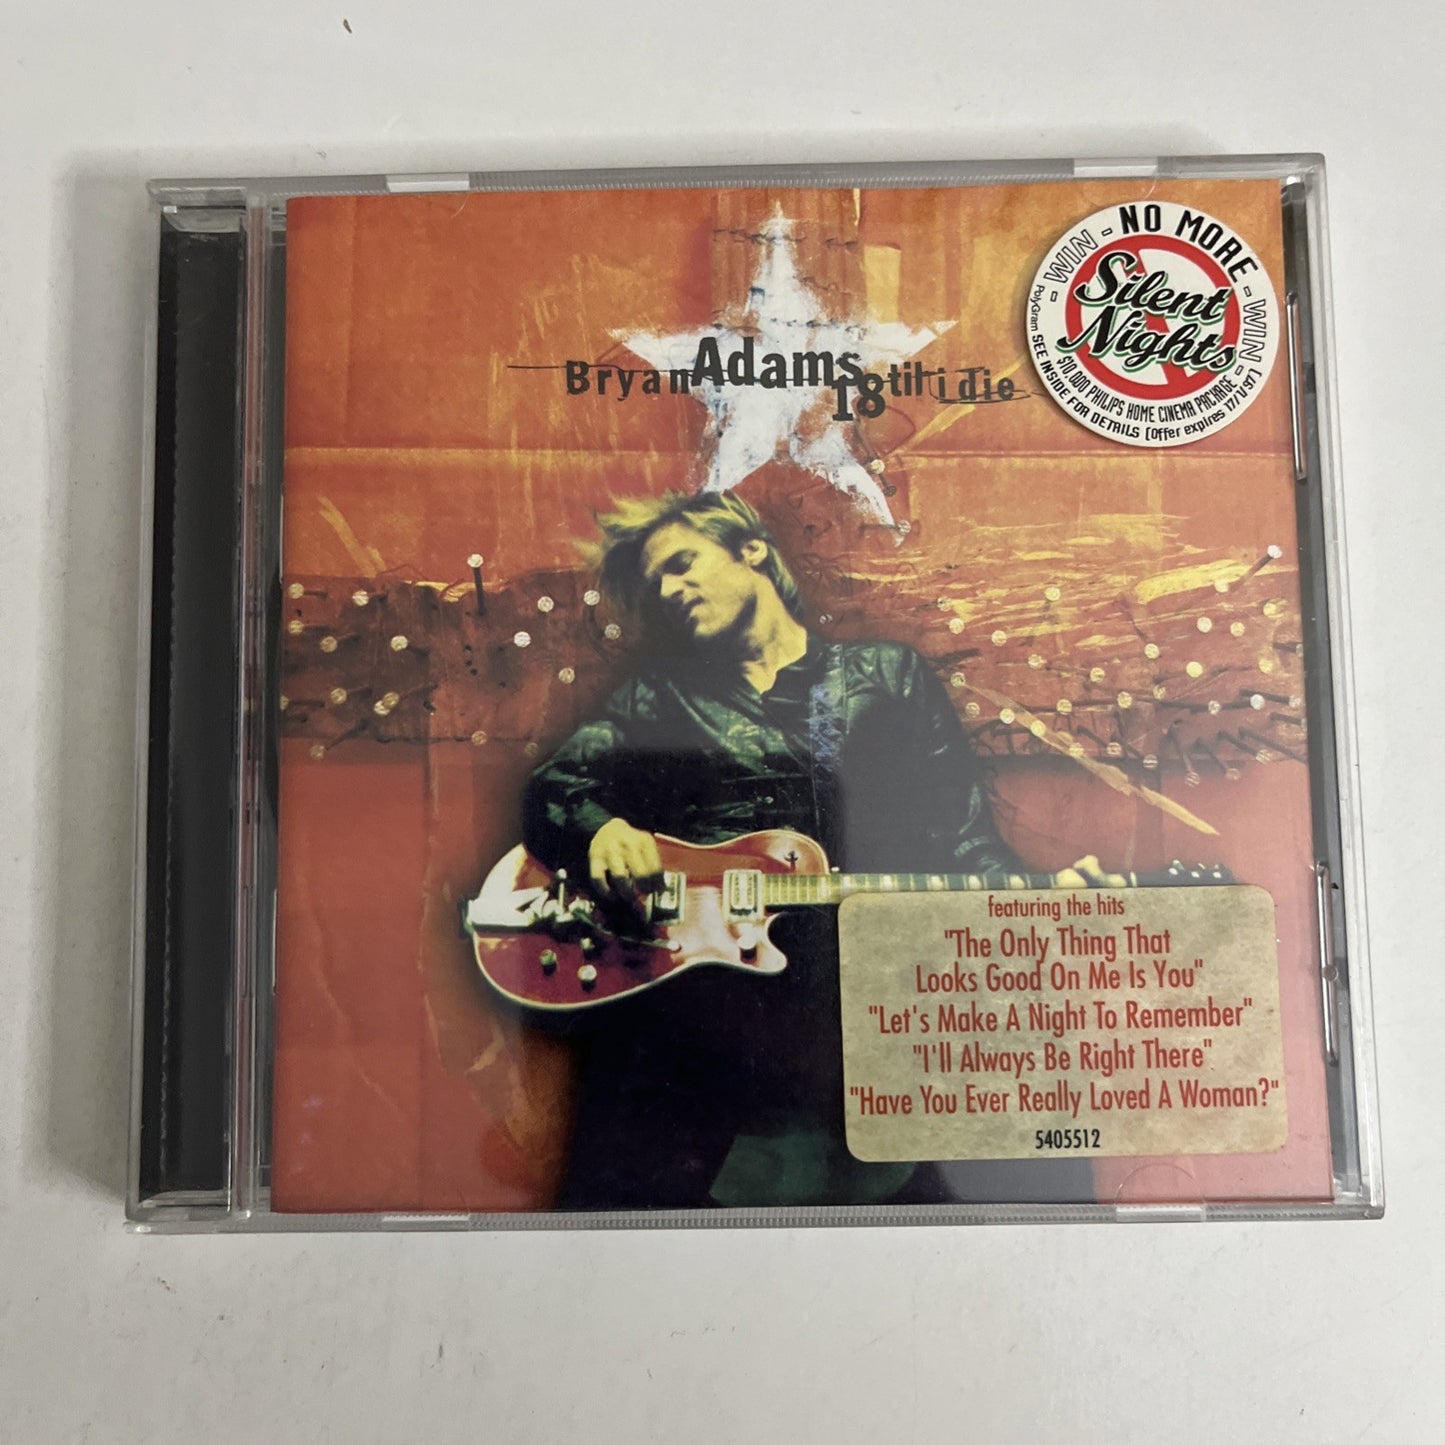 - WIN - NO MORE - WIN -
Silent
Nights
$10,000 PHILIPS HOME CINEMA PACKAGE
PolyGram SEE INSIDE FOR DETAILS (Offer expires 17/1/97)
Bryan Adams 18 til i die
featuring the hits
"The Only Thing That
Looks Good On Me Is You"
"Let's Make A Night To Remember"
"I'll Always Be Right There"
"Have You Ever Really Loved A Woman?"
5405512